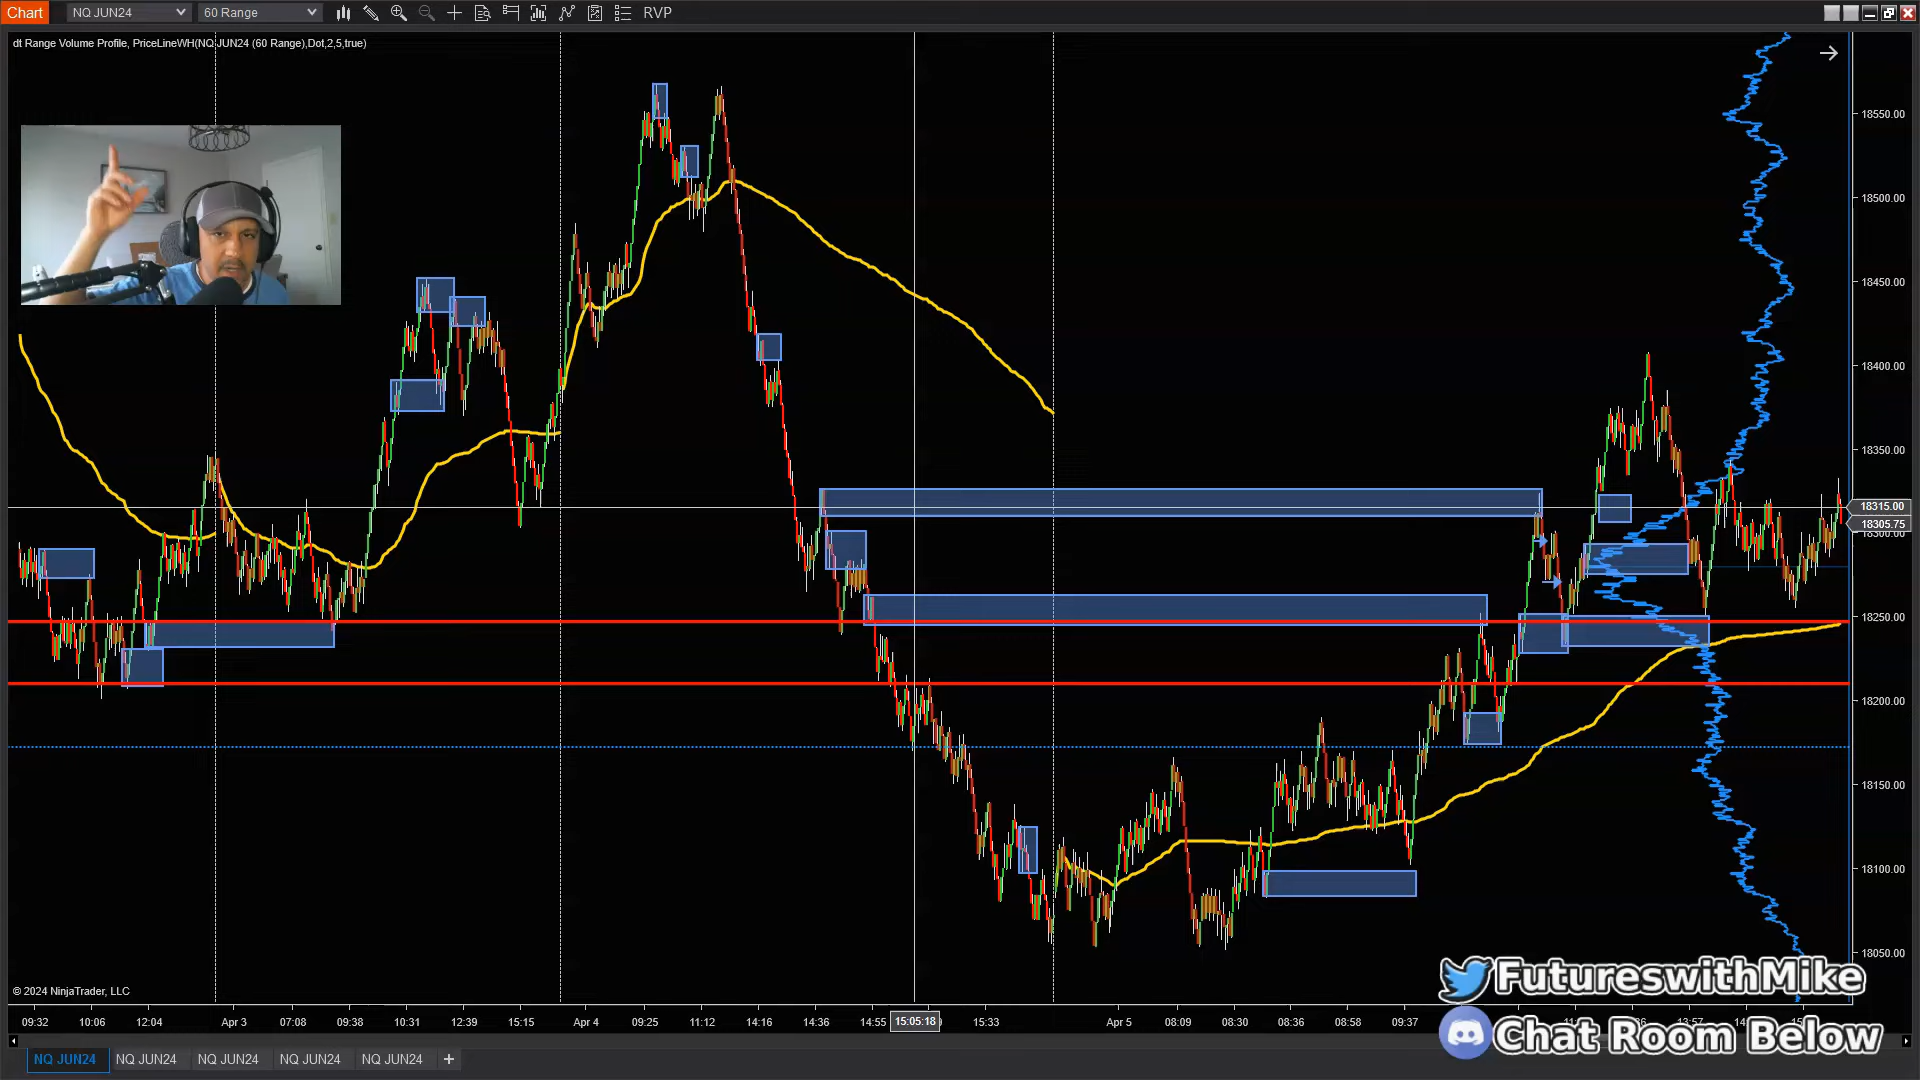 Chart NQ JUN24 60 Range RVP
dt Range Volume Profile, PriceLineWH(NQ JUN24 (60 Range),Dot,2,5,true)
18550.00
18500.00
18450.00
18400.00
18350.00
18315.00
18305.75
18300.00
18250.00
18200.00
18150.00
18100.00
18050.00
FutureswithMike
© 2024 NinjaTrader, LLC
09:32 10:06 12:04 Apr 3 07:08 09:38 10:31 12:39 15:15 Apr 4 09:25 11:12 14:16 14:36 14:55 15:05:18 15:33 Apr 5 08:09 08:30 08:36 08:58 09:37
Chat Room Below
NQ JUN24 NQ JUN24 NQ JUN24 NQ JUN24 NQ JUN24 +